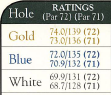 Hole RATINGS
(Par 72) (Par 71)
Gold 74.0/139 (72)
73.0/136 (71)
Blue 72.0/135 (72)
70.9/132 (71)
White 69.9/131 (72)
68.7/128 (71)